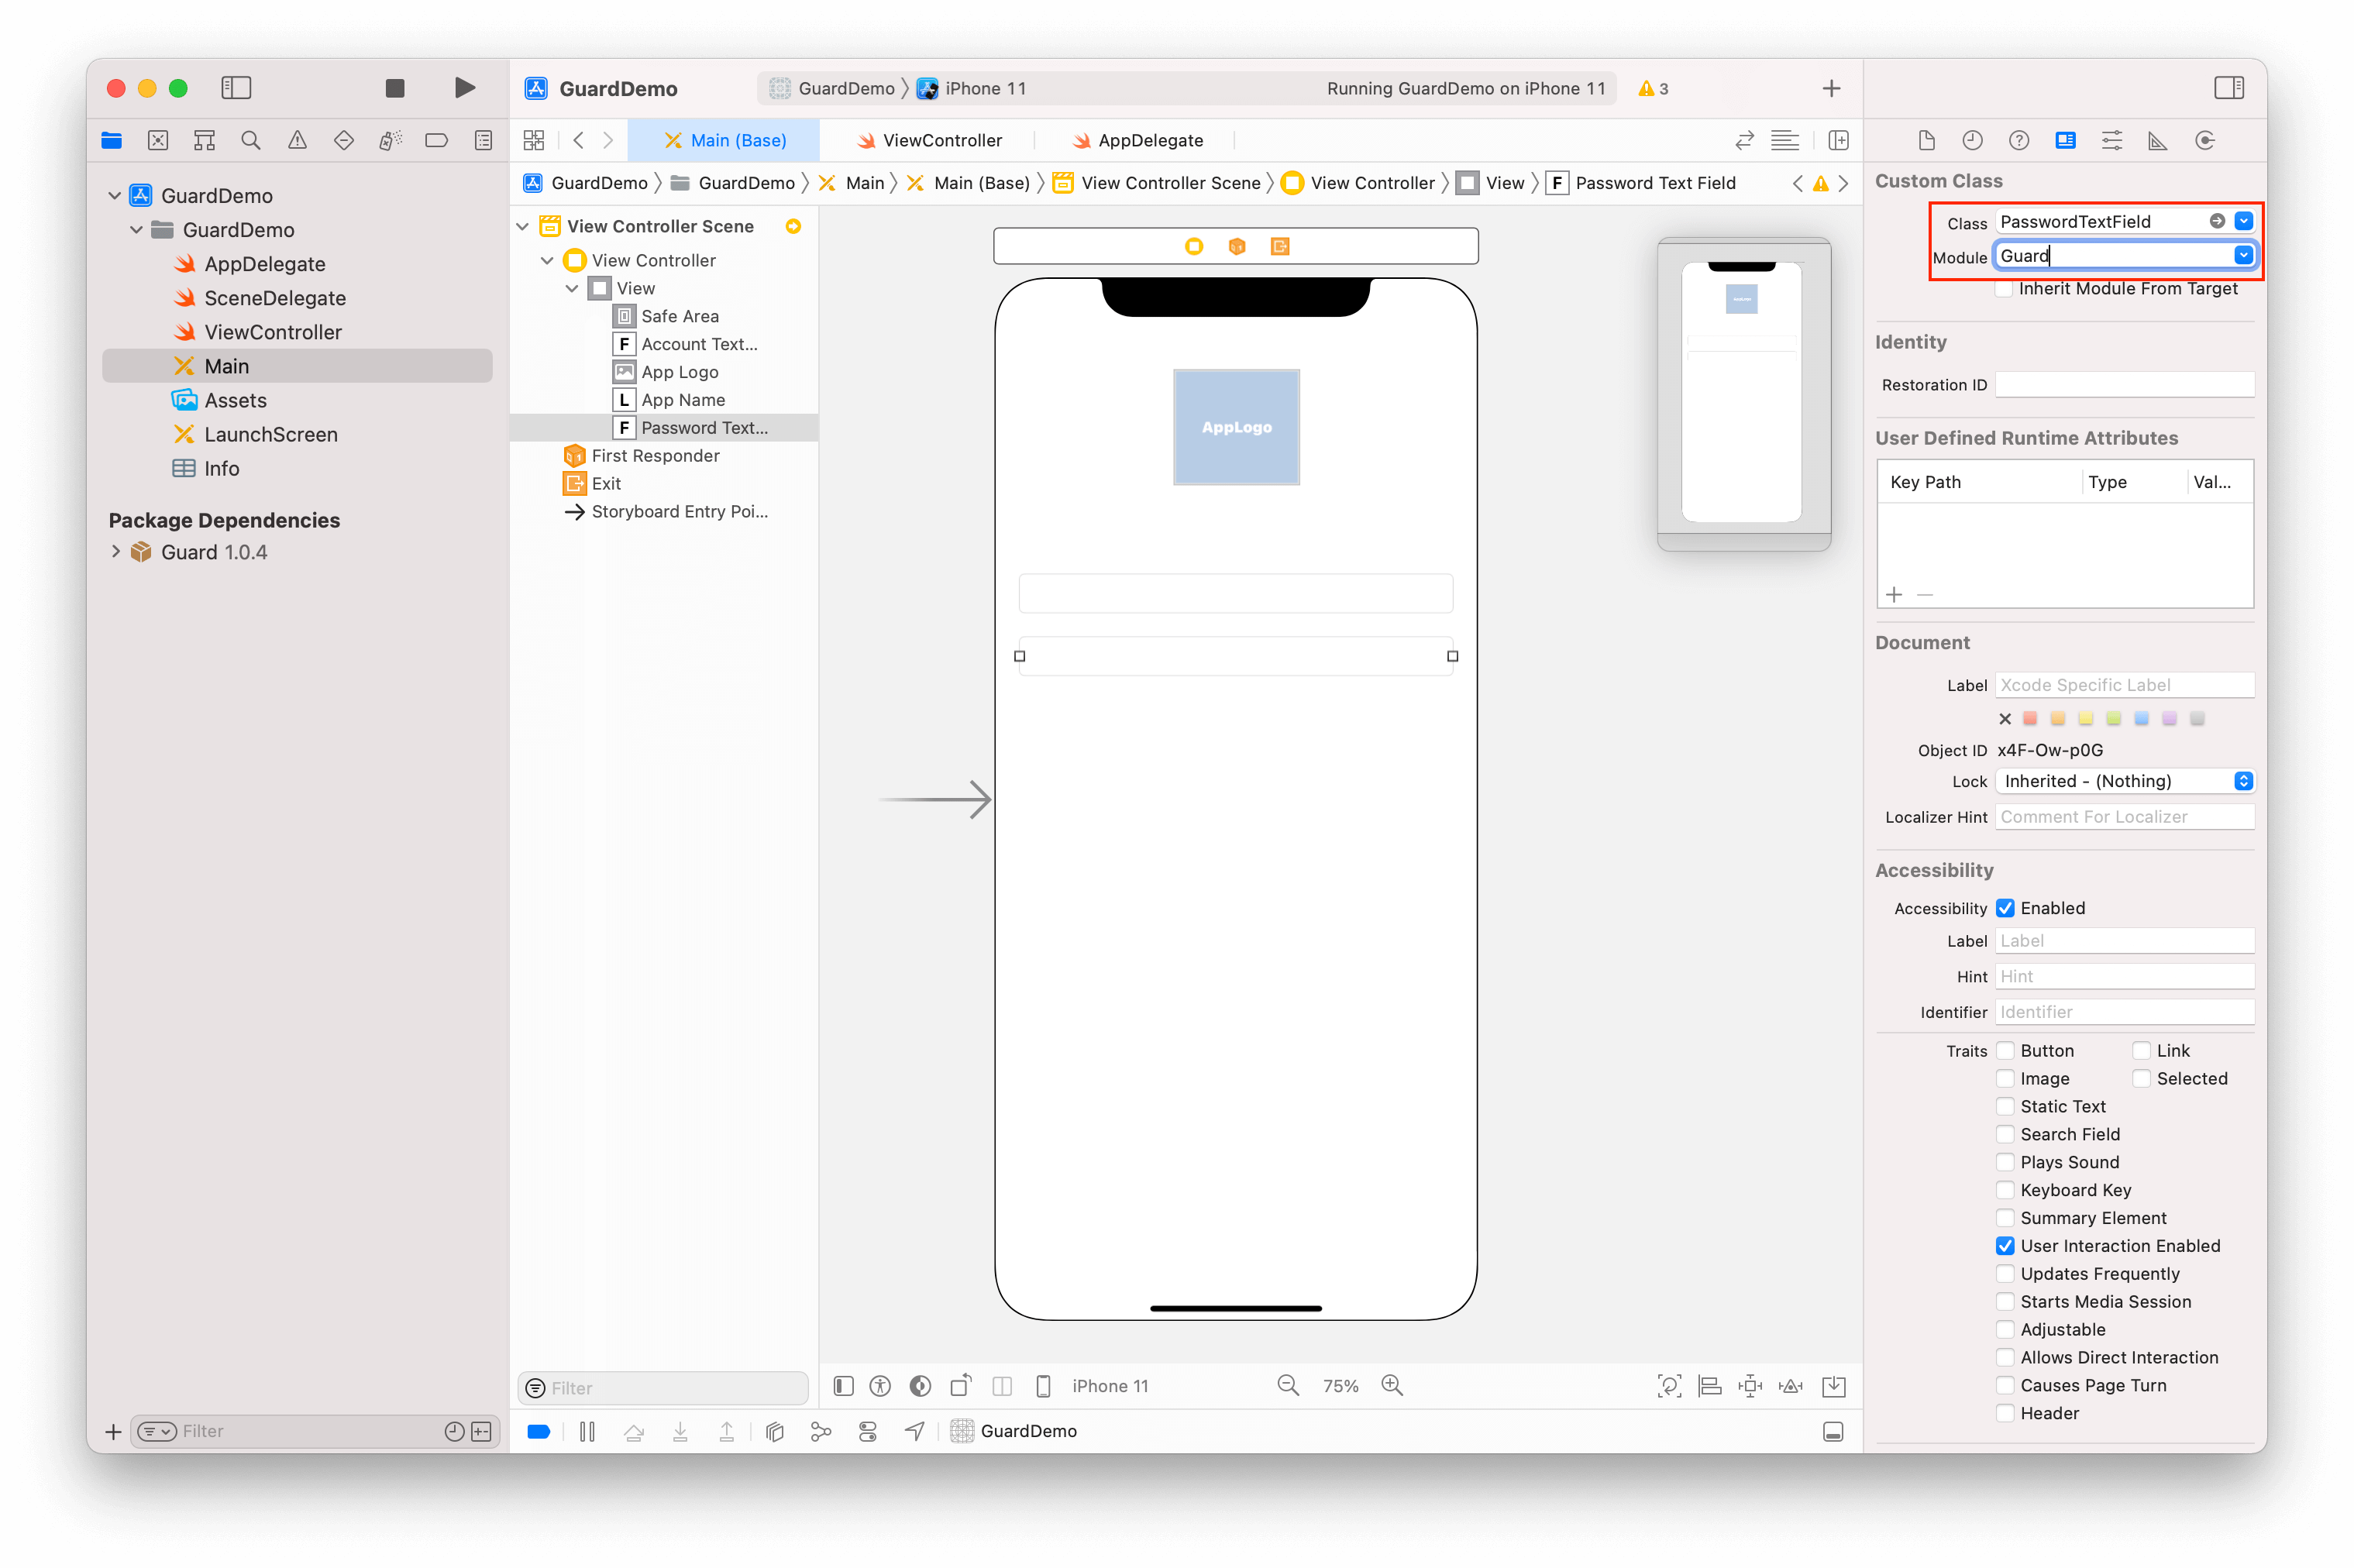 GuardDemo
GuardDemo
iPhone 11
Running GuardDemo on iPhone 11
3
Main (Base)
ViewController
AppDelegate
GuardDemo
GuardDemo
Main
Main (Base)
View Controller Scene
View Controller
View
F
Password Text Field
GuardDemo
GuardDemo
AppDelegate
SceneDelegate
ViewController
Main
Assets
LaunchScreen
Info
Package Dependencies
Guard 1.0.4
Filter
View Controller Scene
View Controller
View
Safe Area
F Account Text...
App Logo
L App Name
F Password Text...
First Responder
Exit
Storyboard Entry Poi...
Filter
AppLogo
iPhone 11
75%
GuardDemo
Custom Class
Class PasswordTextField
Module Guard
Inherit Module From Target
Identity
Restoration ID
User Defined Runtime Attributes
Key Path Type Val...
Document
Label Xcode Specific Label
Object ID x4F-Ow-p0G
Lock Inherited - (Nothing)
Localizer Hint Comment For Localizer
Accessibility
Accessibility Enabled
Label Label
Hint Hint
Identifier Identifier
Traits Button Link
Image Selected
Static Text
Search Field
Plays Sound
Keyboard Key
Summary Element
User Interaction Enabled
Updates Frequently
Starts Media Session
Adjustable
Allows Direct Interaction
Causes Page Turn
Header